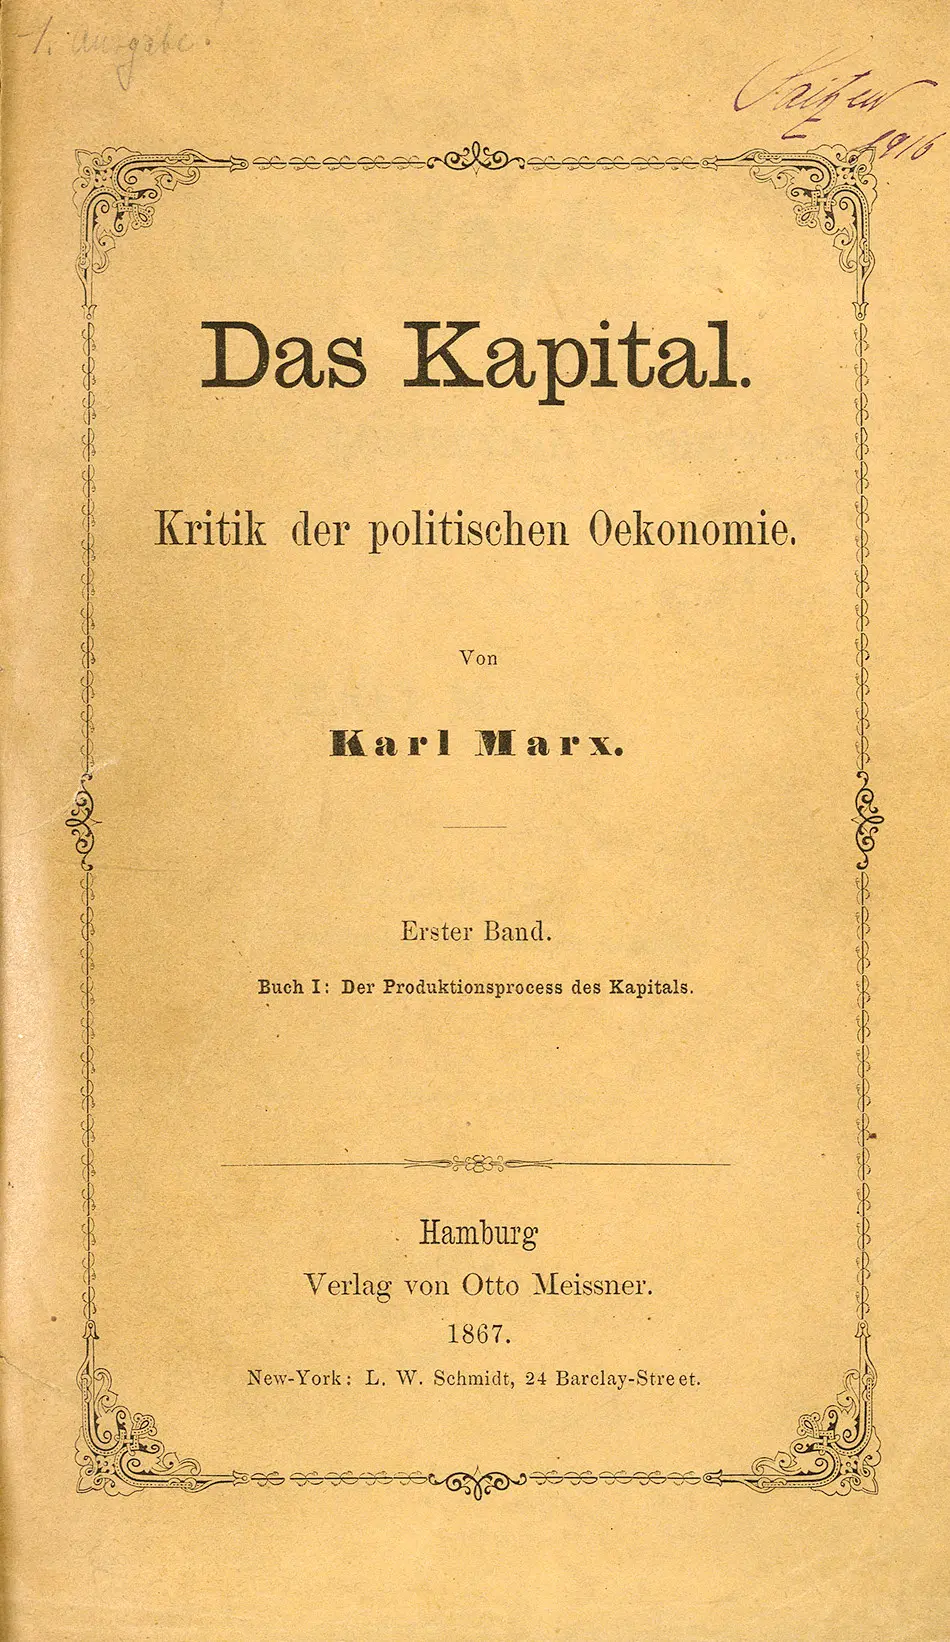 1. Ausgabe!
1916
Das Kapital.
Kritik der politischen Oekonomie.
Von
Karl Marx.
Erster Band.
Buch I: Der Produktionsprocess des Kapitals.
Hamburg
Verlag von Otto Meissner.
1867.
New-York: L. W. Schmidt, 24 Barclay-Street.